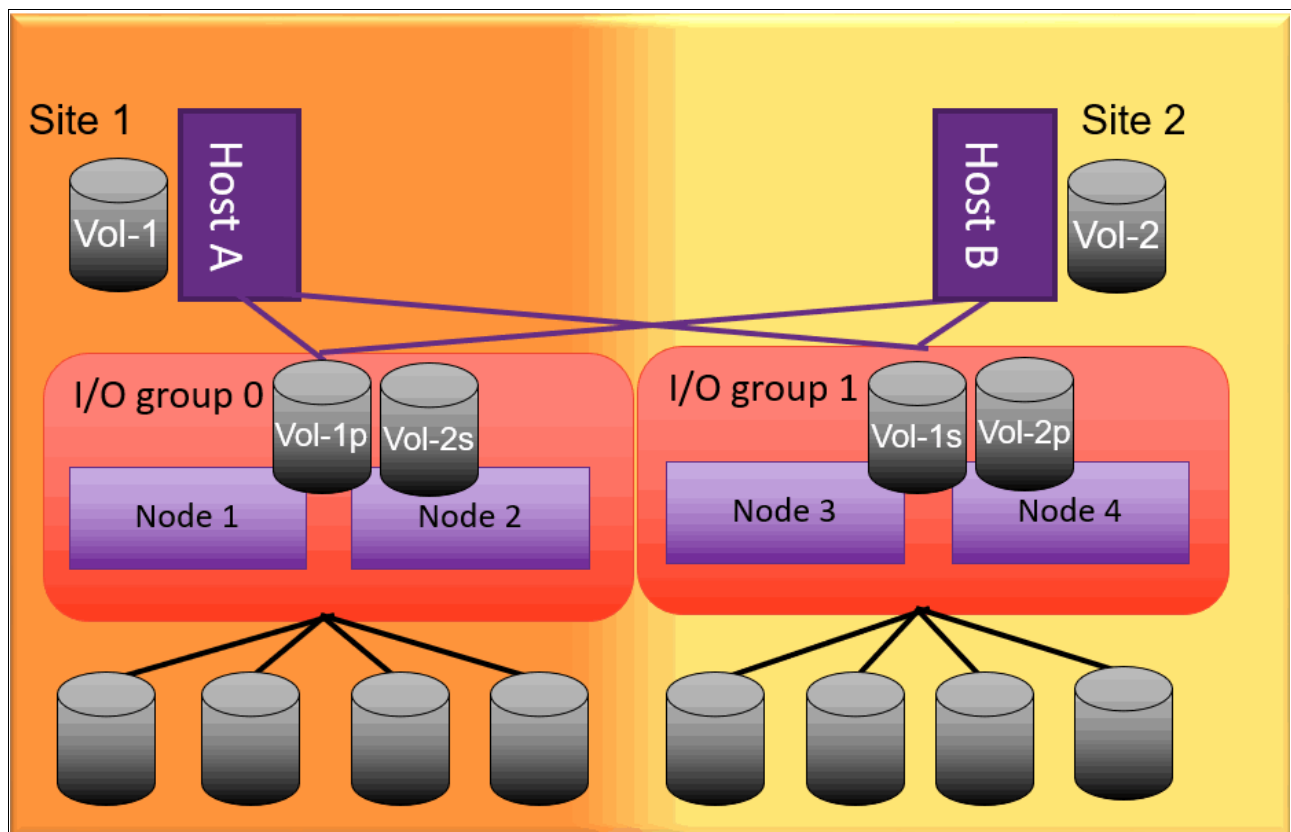 Site 1
Host A
Vol-1
Host B
Site 2
Vol-2
I/O group 0
Vol-1p
Vol-2s
Node 1
Node 2
I/O group 1
Vol-1s
Vol-2p
Node 3
Node 4